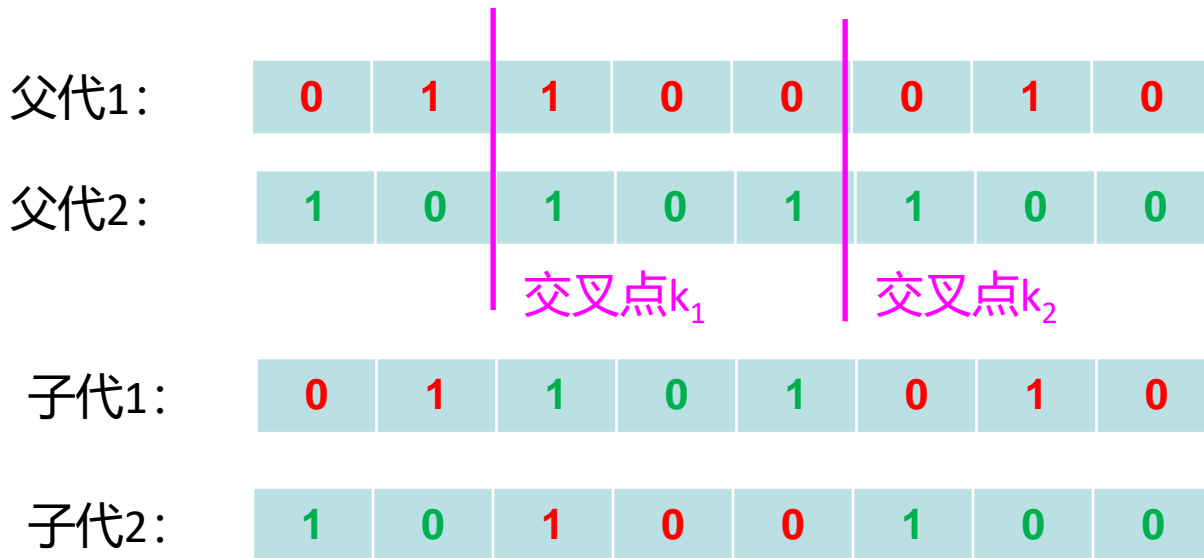 父代1： 0 1 1 0 0 0 1 0
父代2： 1 0 1 0 1 1 0 0
交叉点k₁ 交叉点k₂
子代1： 0 1 1 0 1 0 1 0
子代2： 1 0 1 0 0 1 0 0